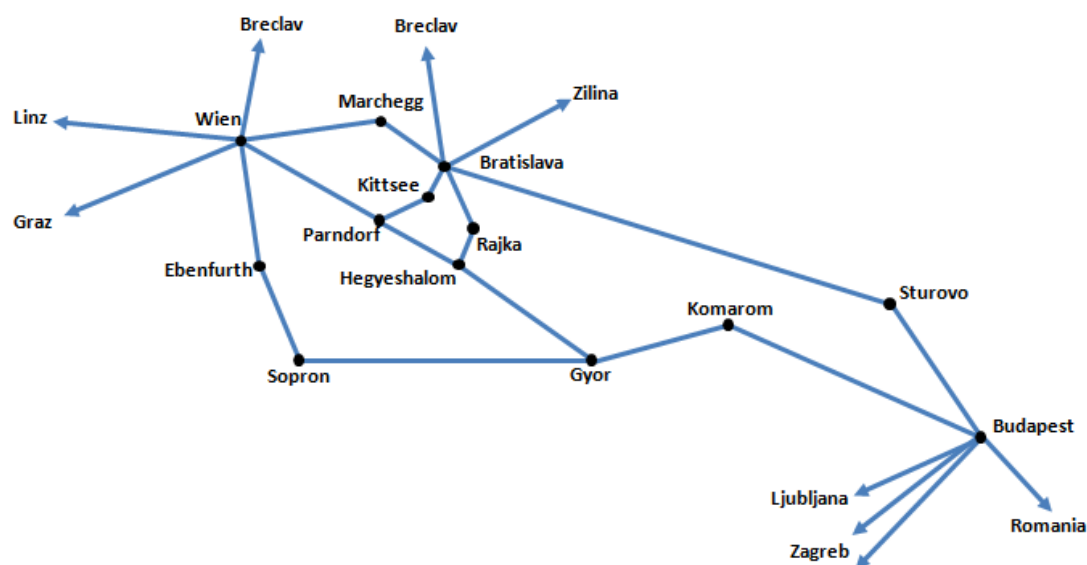 Breclav
Breclav
Zilina
Marchegg
Linz
Wien
Bratislava
Kittsee
Graz
Parndorf
Rajka
Ebenfurth
Hegyeshalom
Sturovo
Komarom
Sopron
Gyor
Budapest
Ljubljana
Romania
Zagreb